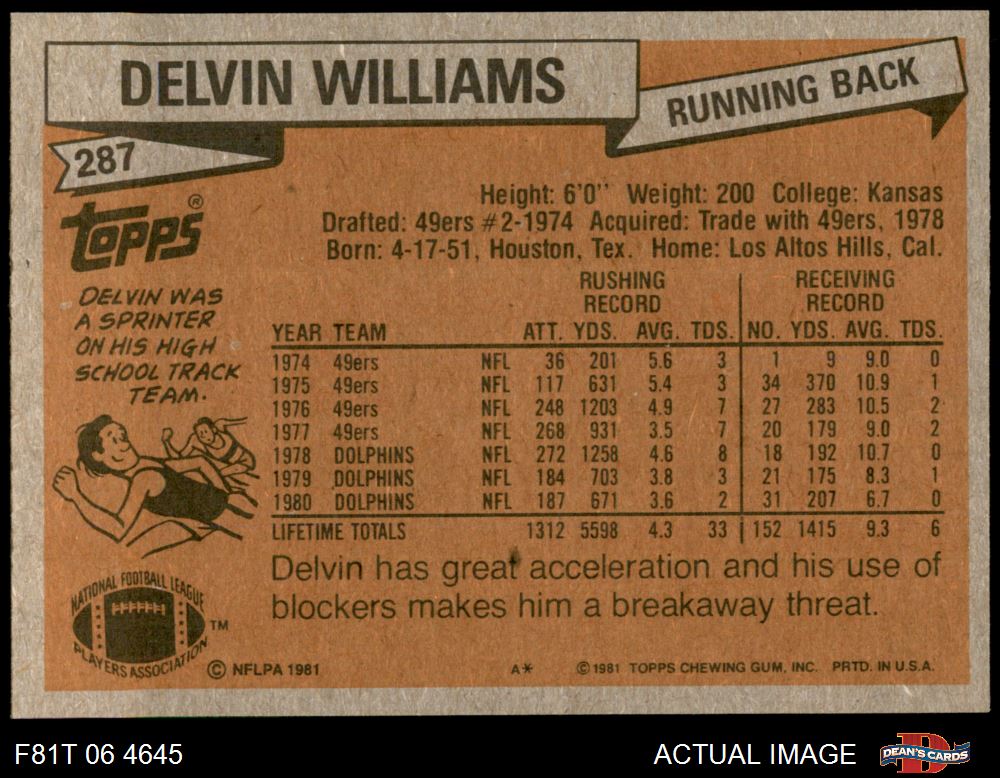 DELVIN WILLIAMS
RUNNING BACK
287
TOPPS®
Height: 6'0" Weight: 200 College: Kansas
Drafted: 49ers #2-1974 Acquired: Trade with 49ers, 1978
Born: 4-17-51, Houston, Tex. Home: Los Altos Hills, Cal.
DELVIN WAS
A SPRINTER
ON HIS HIGH
SCHOOL TRACK
TEAM.
RUSHING RECEIVING
RECORD RECORD
YEAR TEAM ATT. YDS. AVG. TDS. NO. YDS. AVG. TDS.
1974 49ers NFL 36 201 5.6 3 1 9 9.0 0
1975 49ers NFL 117 631 5.4 3 34 370 10.9 1
1976 49ers NFL 248 1203 4.9 7 27 283 10.5 2
1977 49ers NFL 268 931 3.5 7 20 179 9.0 2
1978 DOLPHINS NFL 272 1258 4.6 8 18 192 10.7 0
1979 DOLPHINS NFL 184 703 3.8 3 21 175 8.3 1
1980 DOLPHINS NFL 187 671 3.6 2 31 207 6.7 0
LIFETIME TOTALS 1312 5598 4.3 33 152 1415 9.3 6
Delvin has great acceleration and his use of
blockers makes him a breakaway threat.
NATIONAL FOOTBALL LEAGUE
PLAYERS ASSOCIATION TM
© NFLPA 1981 A* © 1981 TOPPS CHEWING GUM, INC. PRTD. IN U.S.A.
F81T 06 4645 ACTUAL IMAGE
D
DEAN'S CARDS